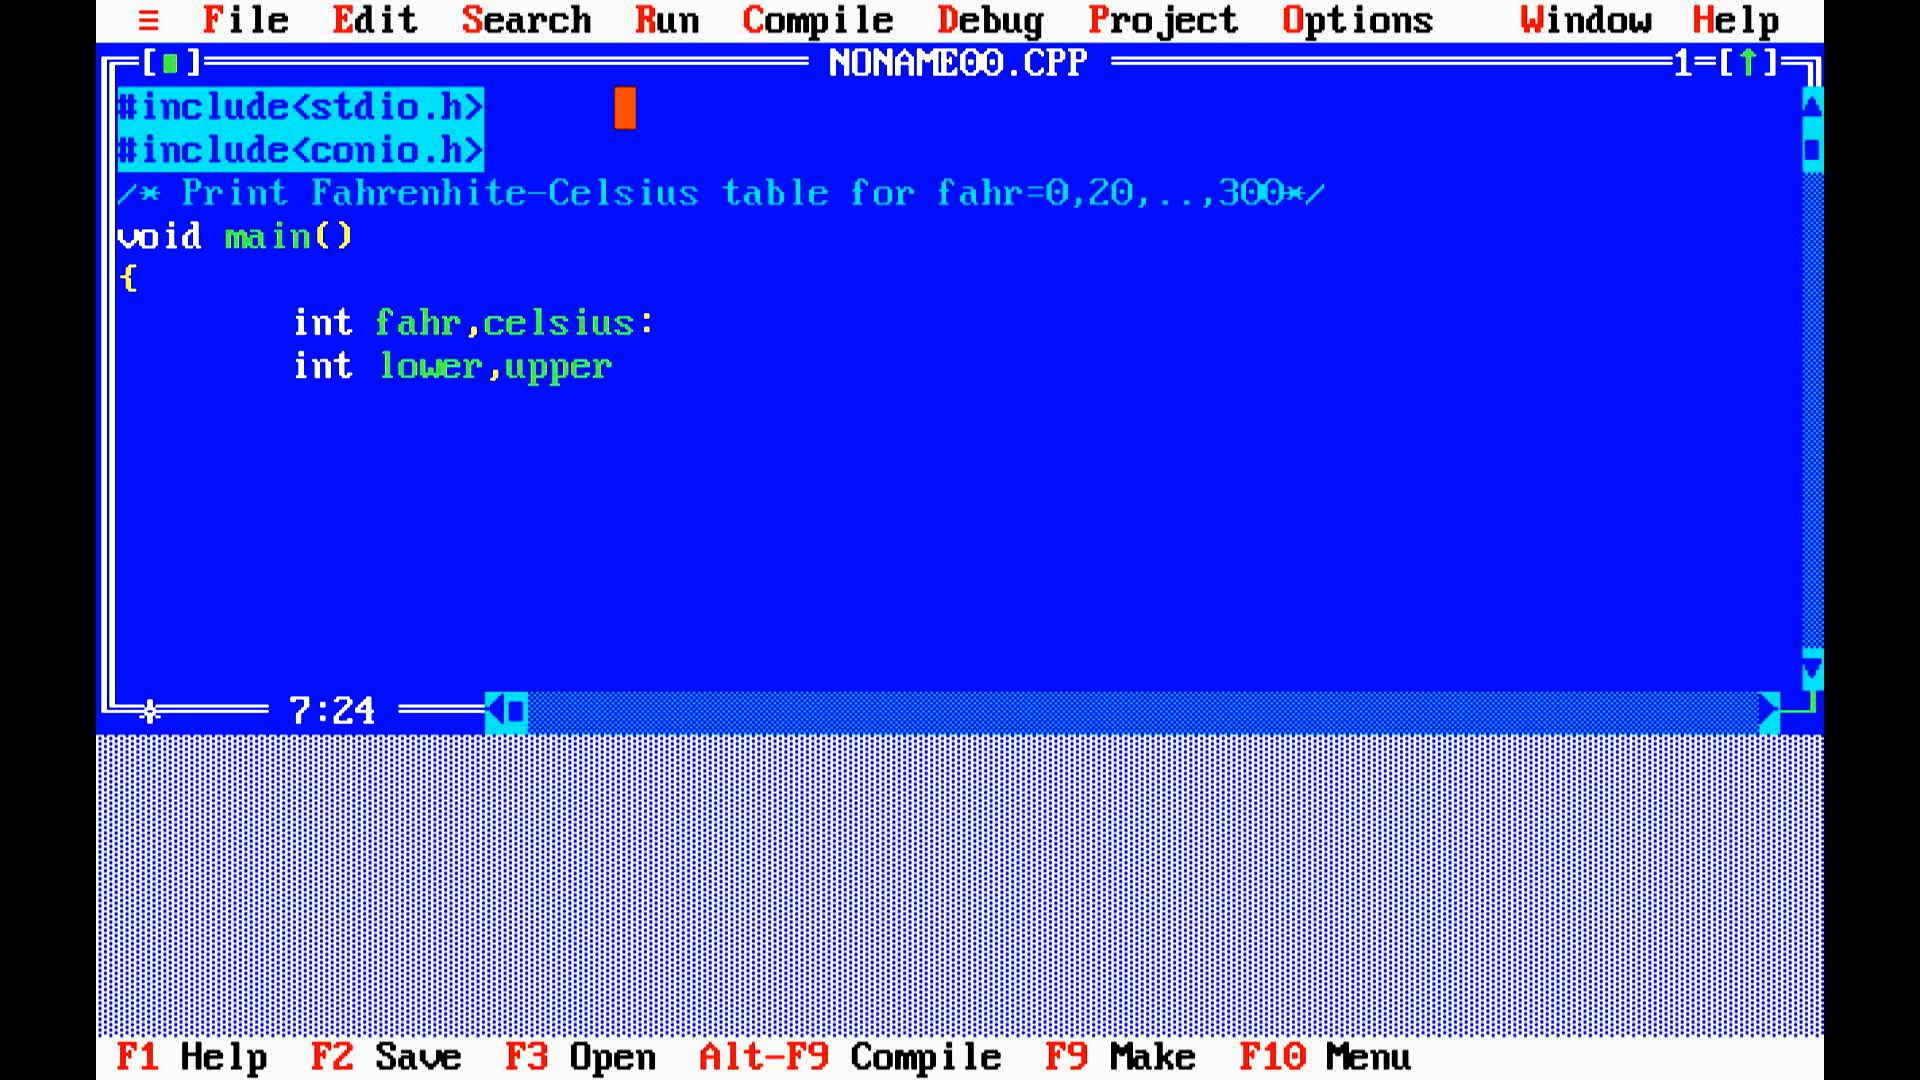 ≡ File Edit Search Run Compile Debug Project Options Window Help
[■] NONAME00.CPP 1=[↑]
#include<stdio.h>
#include<conio.h>
/* Print Fahrenhite-Celsius table for fahr=0,20,..,300*/
void main()
{
int fahr,celsius:
int lower,upper
* 7:24
F1 Help F2 Save F3 Open Alt-F9 Compile F9 Make F10 Menu